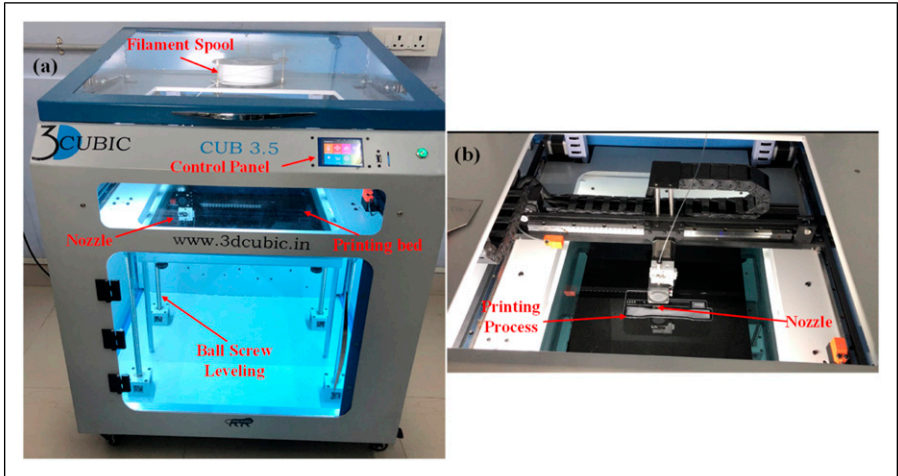 (a)
Filament Spool
3DCUBIC
CUB 3.5
Control Panel
Nozzle
www.3dcubic.in
Printing bed
Ball Screw
Leveling
(b)
Printing
Process
Nozzle